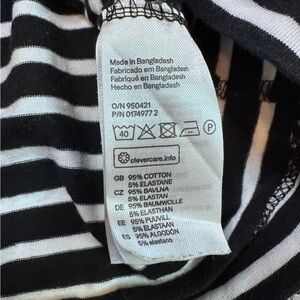 Made in Bangladesh
Fabricado em Bangladesh
Fabriqué en Bangladesh
Hecho en Bangladesh
O/N 950421
P/N 0174977 2
40
P
clevercare.info
GB 95% COTTON
5% ELASTANE
CZ 95% BAVLNA
5% ELASTAN
DE 95% BAUMWOLLE
5% ELASTHAN
EE 95% PUUVILL
5% ELASTAAN
ES 95% ALGODÓN
5% elastano